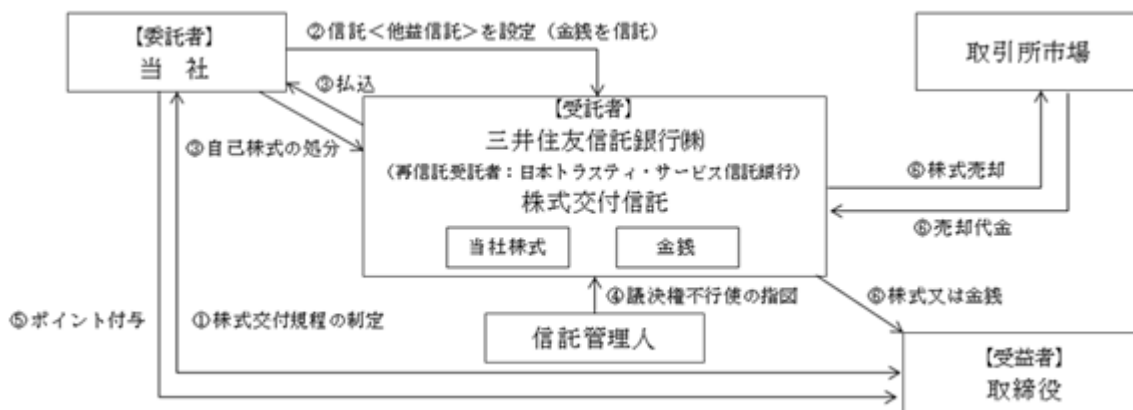 【委託者】
当 社
②信託＜他益信託＞を設定（金銭を信託）
取引所市場
③払込
③自己株式の処分
【受託者】
三井住友信託銀行㈱
（再信託受託者：日本トラスティ・サービス信託銀行）
株式交付信託
当社株式
金銭
⑥株式売却
⑥売却代金
④議決権不行使の指図
⑥株式又は金銭
⑤ポイント付与
①株式交付規程の制定
信託管理人
【受益者】
取締役